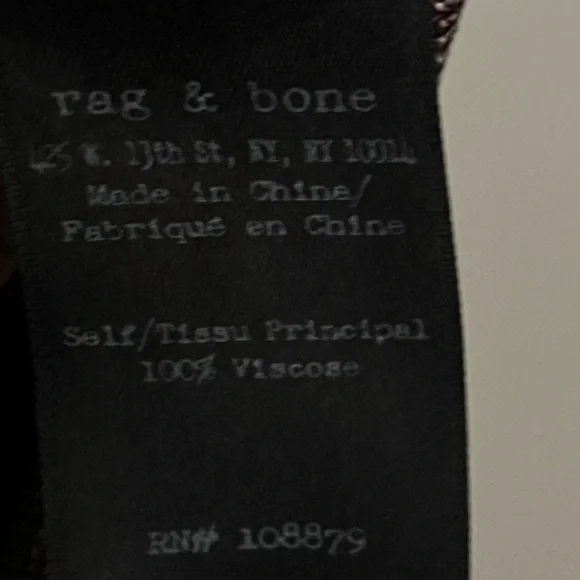 rag & bone
425 W. 13th St, NY, NY 10014
Made in China/
Fabriqué en Chine
Self/Tissu Principal
100% Viscose
RN# 108879